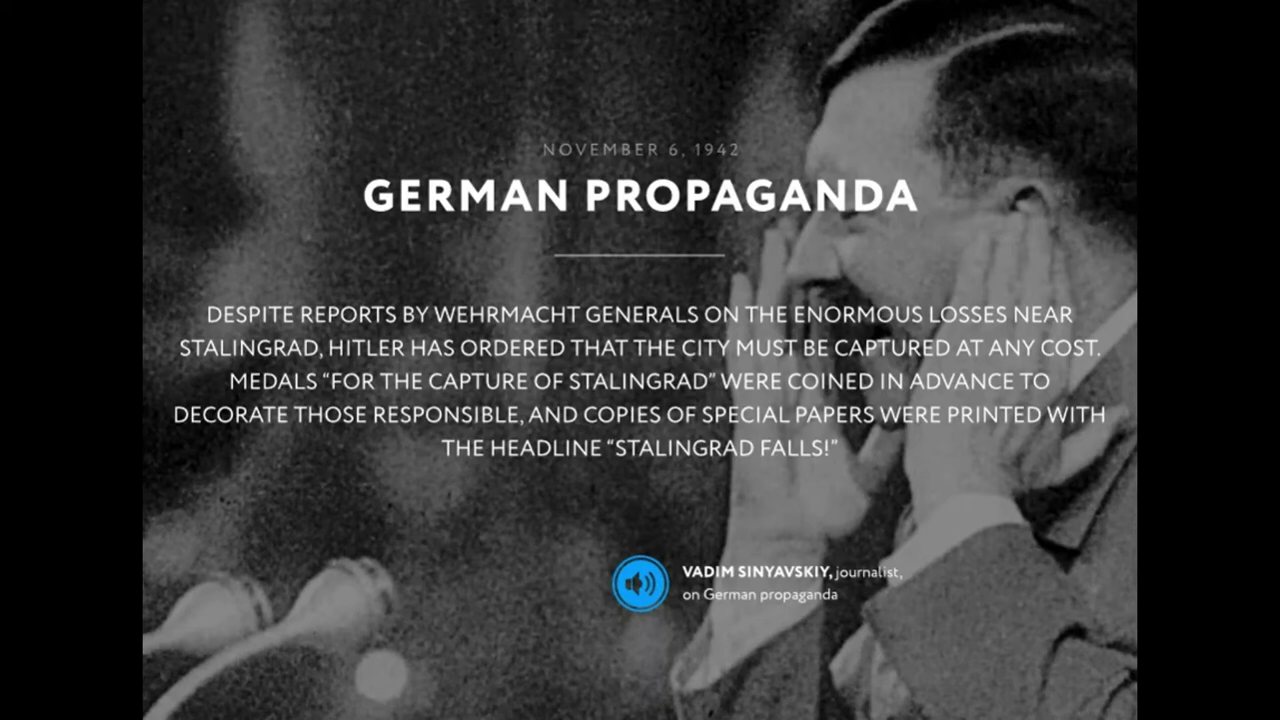 NOVEMBER 6, 1942
GERMAN PROPAGANDA
DESPITE REPORTS BY WEHRMACHT GENERALS ON THE ENORMOUS LOSSES NEAR
STALINGRAD, HITLER HAS ORDERED THAT THE CITY MUST BE CAPTURED AT ANY COST.
MEDALS “FOR THE CAPTURE OF STALINGRAD” WERE COINED IN ADVANCE TO
DECORATE THOSE RESPONSIBLE, AND COPIES OF SPECIAL PAPERS WERE PRINTED WITH
THE HEADLINE “STALINGRAD FALLS!”
VADIM SINYAVSKIY, journalist,
on German propaganda